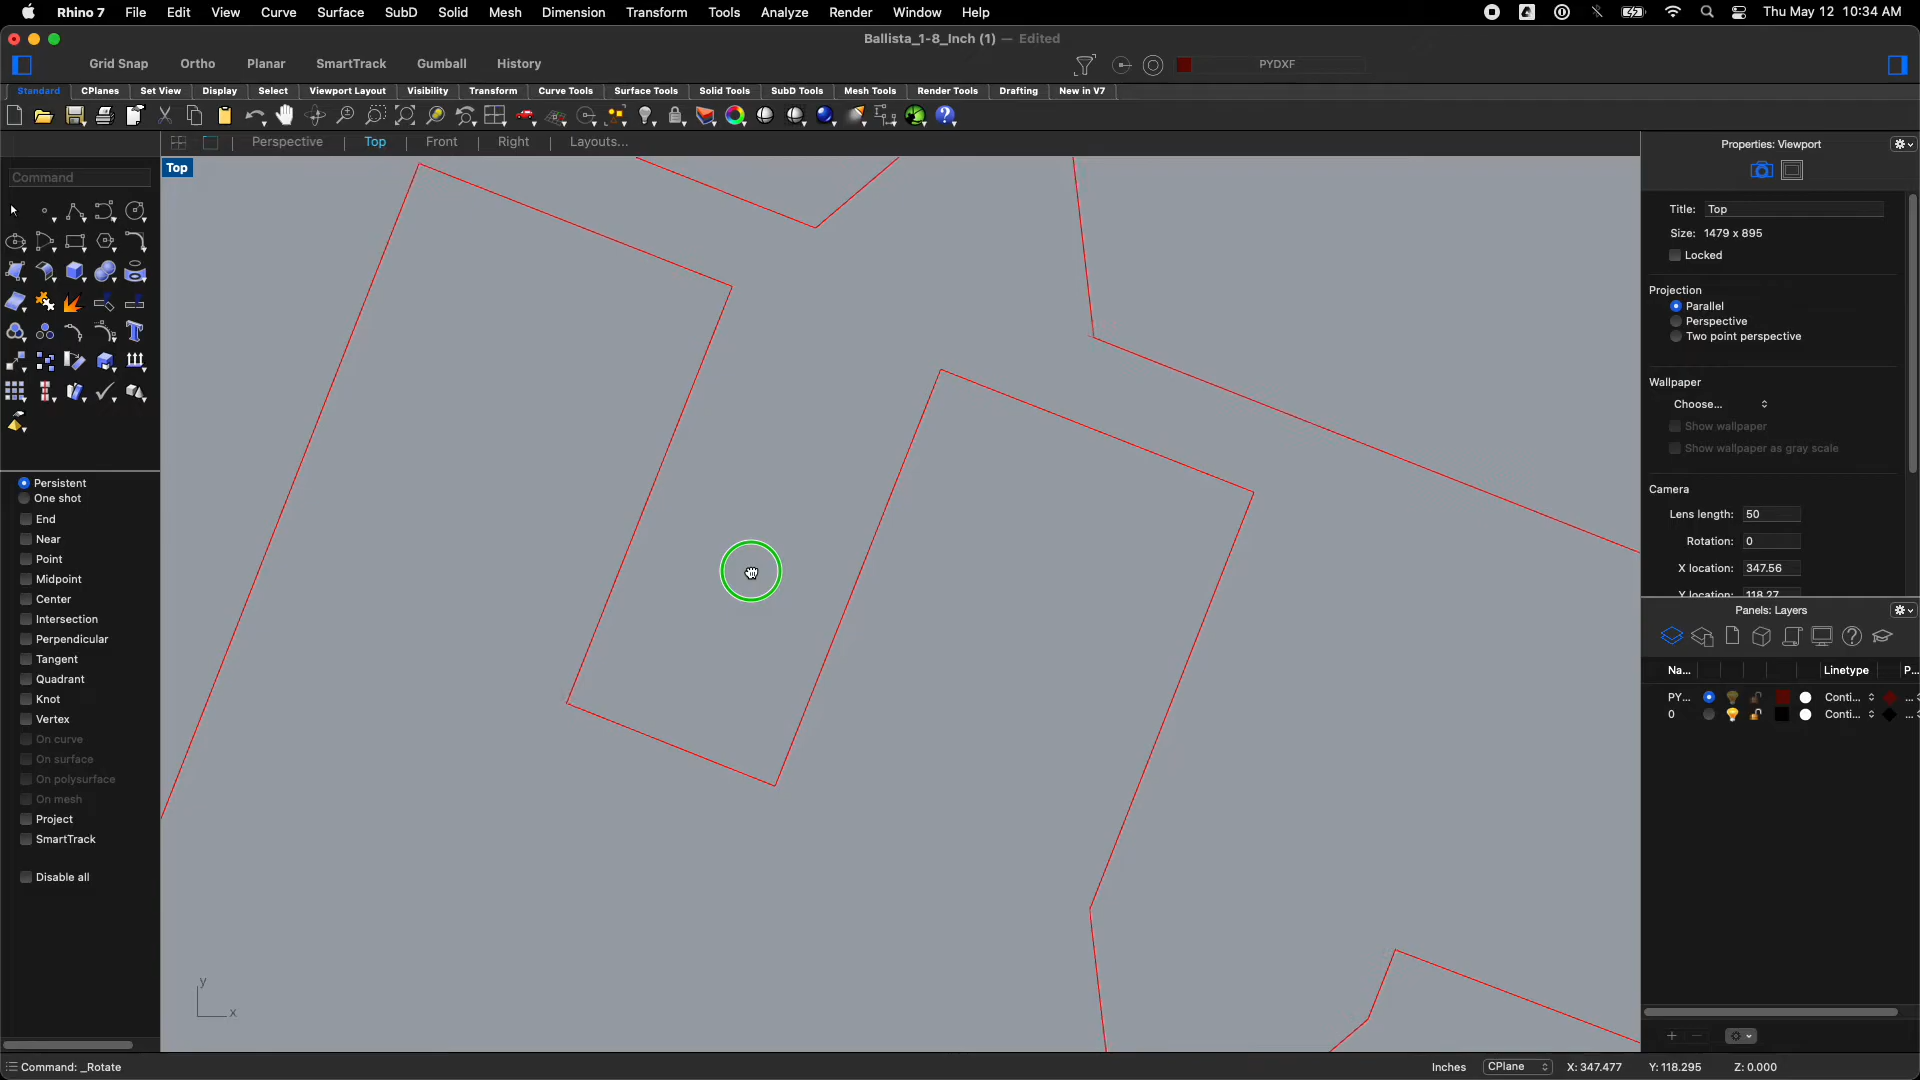 Rhino 7 File Edit View Curve Surface SubD Solid Mesh Dimension Transform Tools Analyze Render Window Help Thu May 12 10:34 AM
Ballista_1-8_Inch (1) — Edited
Grid Snap Ortho Planar SmartTrack Gumball History PYDXF
Standard CPlanes Set View Display Select Viewport Layout Visibility Transform Curve Tools Surface Tools Solid Tools SubD Tools Mesh Tools Render Tools Drafting New in V7
Perspective Top Front Right Layouts...
Top
Command
Persistent
One shot
End
Near
Point
Midpoint
Center
Intersection
Perpendicular
Tangent
Quadrant
Knot
Vertex
On curve
On surface
On polysurface
On mesh
Project
SmartTrack
Disable all
y
x
Properties: Viewport
Title: Top
Size: 1479 x 895
Locked
Projection
Parallel
Perspective
Two point perspective
Wallpaper
Choose...
Show wallpaper
Show wallpaper as gray scale
Camera
Lens length: 50
Rotation: 0
X location: 347.56
Y location: 118.27
Panels: Layers
Na... Linetype P...
PY... Conti... ...
0 Conti... ...
Command: _Rotate
Inches CPlane X: 347.477 Y: 118.295 Z: 0.000